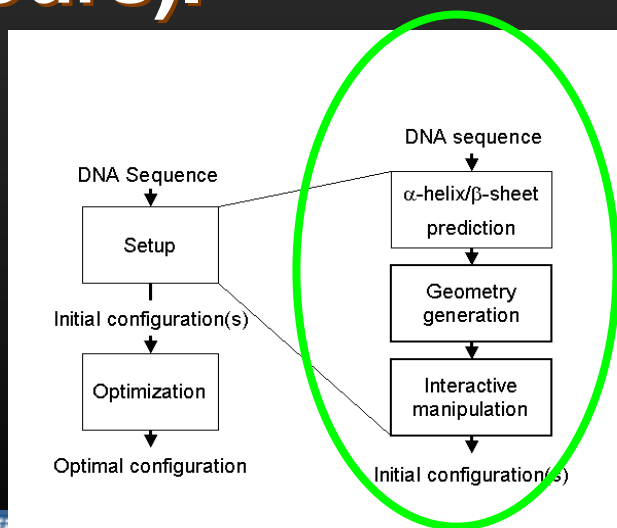 DNA Sequence
Setup
Initial configuration(s)
Optimization
Optimal configuration
DNA sequence
α-helix/β-sheet
prediction
Geometry
generation
Interactive
manipulation
Initial configuration(s)